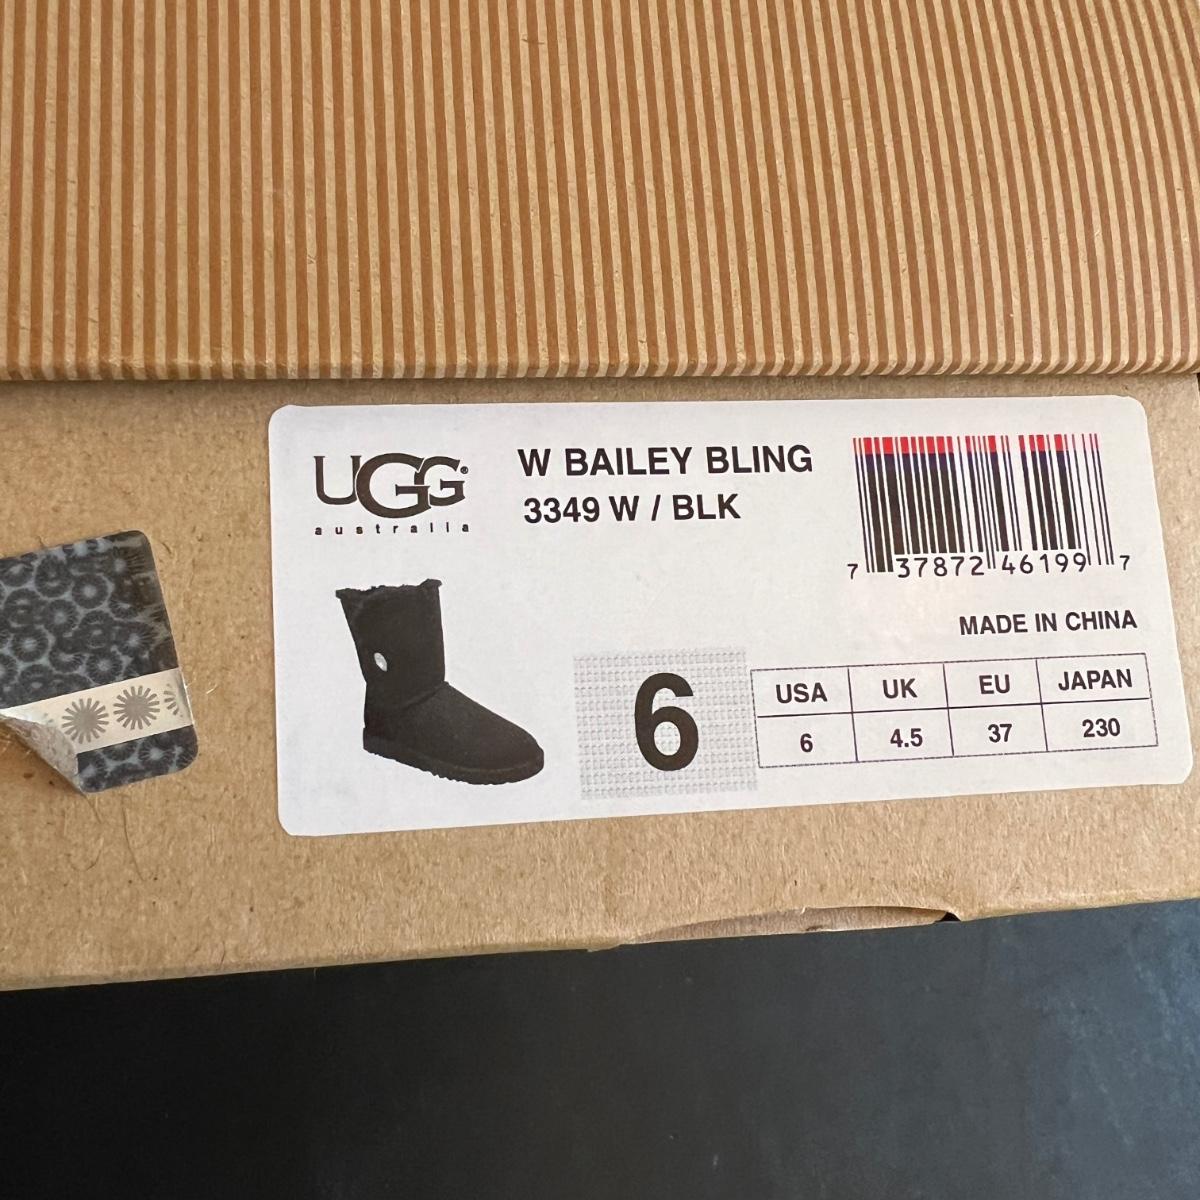 UGG®
australia
W BAILEY BLING
3349 W / BLK
7 37872 46199 7
MADE IN CHINA
6
USA UK EU JAPAN
6 4.5 37 230